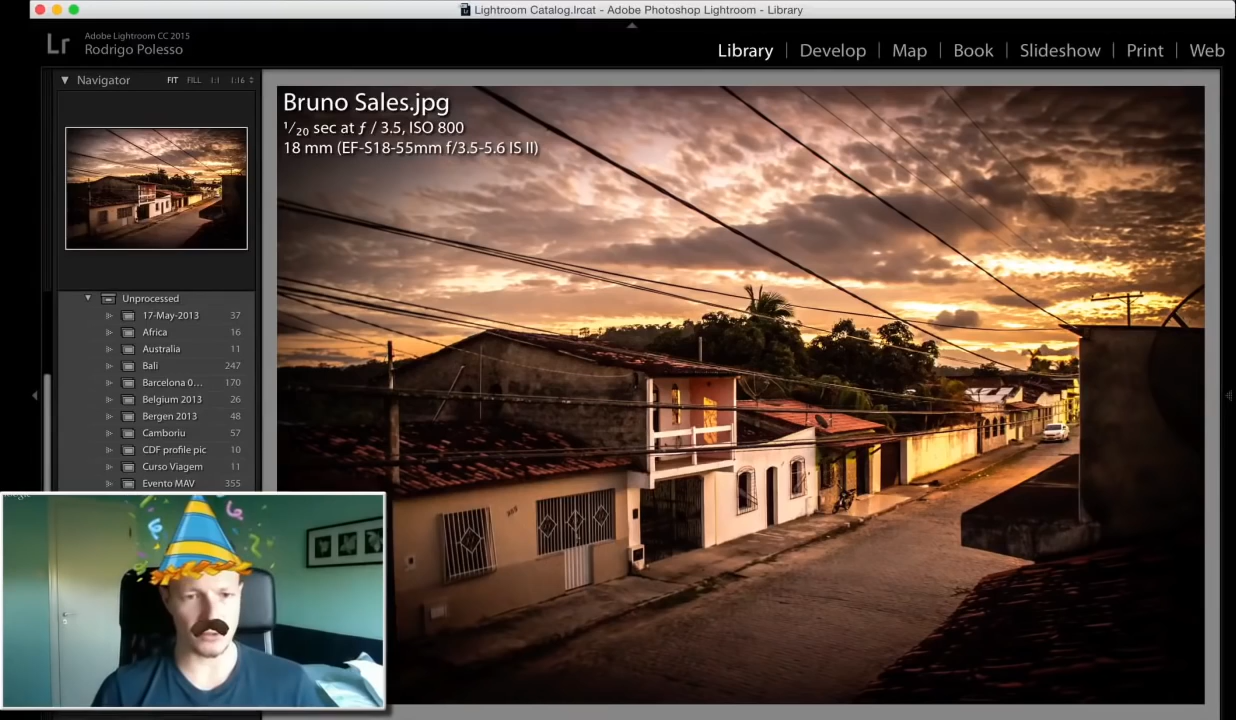 Lightroom Catalog.lrcat - Adobe Photoshop Lightroom - Library
Lr
Adobe Lightroom CC 2015
Rodrigo Polesso
Library | Develop | Map | Book | Slideshow | Print | Web
Navigator FIT FILL 1:1 1:16
Bruno Sales.jpg
1/20 sec at ƒ / 3.5, ISO 800
18 mm (EF-S18-55mm f/3.5-5.6 IS II)
Unprocessed
17-May-2013 37
Africa 16
Australia 11
Bali 247
Barcelona 0... 170
Belgium 2013 26
Bergen 2013 48
Camboriu 57
CDF profile pic 10
Curso Viagem 11
Evento MAV 355